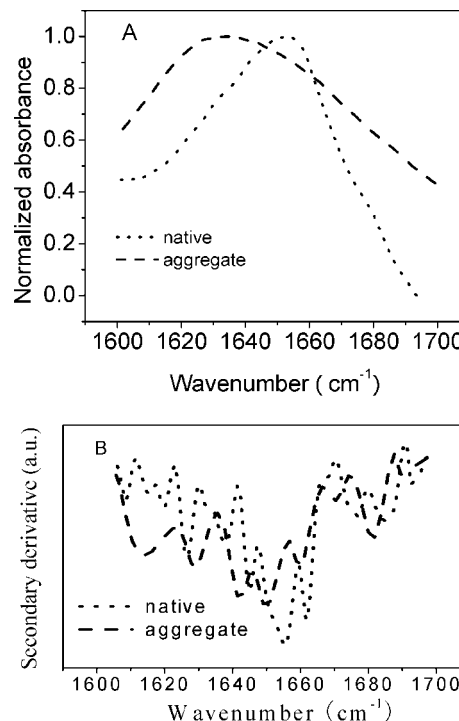 A
Normalized absorbance
1.0
0.8
0.6
0.4
0.2
0.0
native
aggregate
1600 1620 1640 1660 1680 1700
Wavenumber ( cm-1)
B
Secondary derivative (a.u.)
native
aggregate
1600 1620 1640 1660 1680 1700
Wavenumber (cm-1)